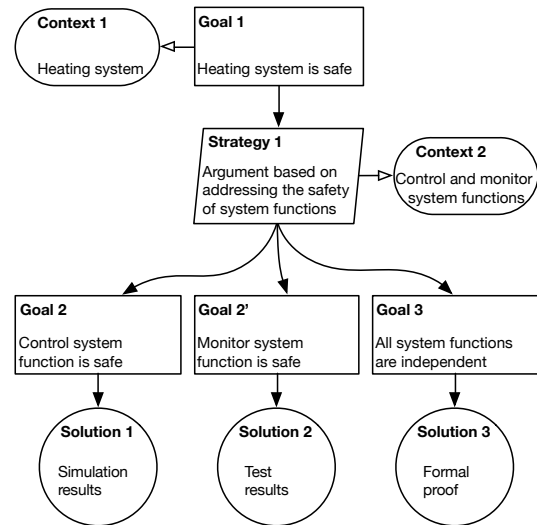 Context 1
Heating system
Goal 1
Heating system is safe
Strategy 1
Argument based on
addressing the safety
of system functions
Context 2
Control and monitor
system functions
Goal 2
Control system
function is safe
Goal 2'
Monitor system
function is safe
Goal 3
All system functions
are independent
Solution 1
Simulation
results
Solution 2
Test
results
Solution 3
Formal
proof